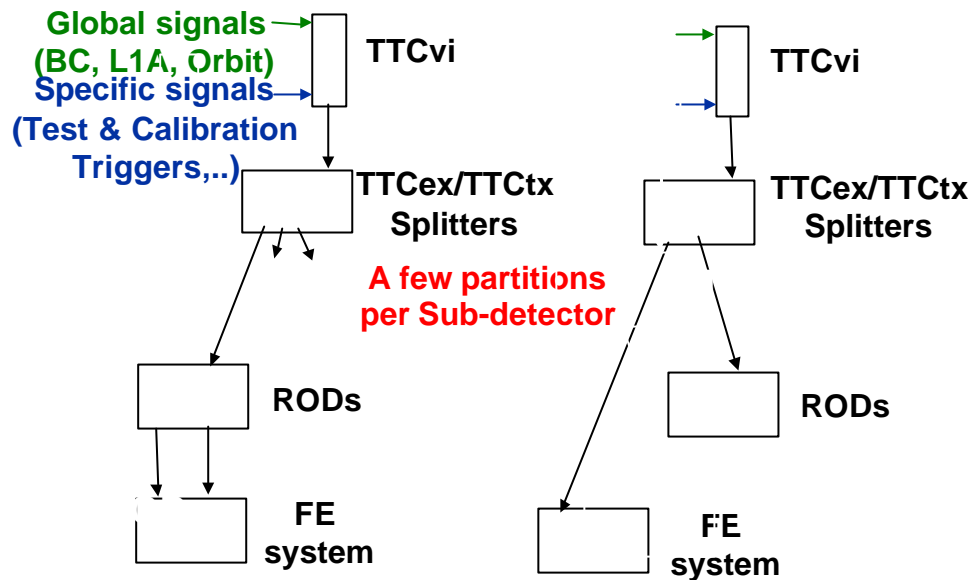 Global signals
(BC, L1A, Orbit)
Specific signals
(Test & Calibration
Triggers,..)
TTCvi
TTCex/TTCtx
Splitters
RODs
FE
system
A few partitions
per Sub-detector
TTCvi
TTCex/TTCtx
Splitters
RODs
FE
system